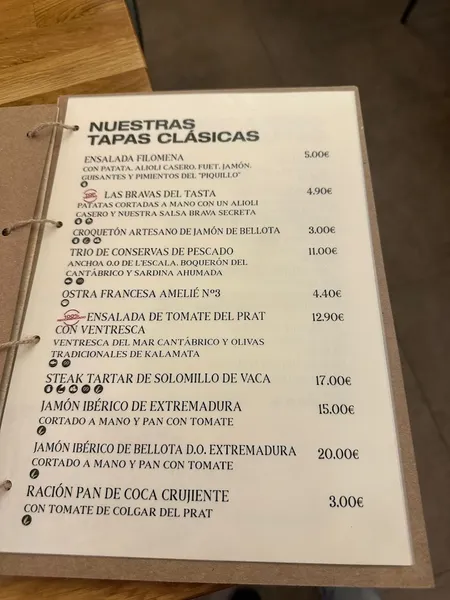 NUESTRAS
TAPAS CLÁSICAS
ENSALADA FILOMENA 5.00€
CON PATATA, ALIOLI CASERO, FUET, JAMÓN,
GUISANTES Y PIMIENTOS DEL "PIQUILLO"
LAS BRAVAS DEL TASTA 4.90€
PATATAS CORTADAS A MANO CON UN ALIOLI
CASERO Y NUESTRA SALSA BRAVA SECRETA
CROQUETÓN ARTESANO DE JAMÓN DE BELLOTA 3.00€
TRIO DE CONSERVAS DE PESCADO 11.00€
ANCHOA 0.0 DE L'ESCALA, BOQUERÓN DEL
CANTÁBRICO Y SARDINA AHUMADA
OSTRA FRANCESA AMELIÉ Nº3 4.40€
ENSALADA DE TOMATE DEL PRAT 12.90€
CON VENTRESCA
VENTRESCA DEL MAR CANTÁBRICO Y OLIVAS
TRADICIONALES DE KALAMATA
STEAK TARTAR DE SOLOMILLO DE VACA 17.00€
JAMÓN IBÉRICO DE EXTREMADURA 15.00€
CORTADO A MANO Y PAN CON TOMATE
JAMÓN IBÉRICO DE BELLOTA D.O. EXTREMADURA 20.00€
CORTADO A MANO Y PAN CON TOMATE
RACIÓN PAN DE COCA CRUJIENTE 3.00€
CON TOMATE DE COLGAR DEL PRAT